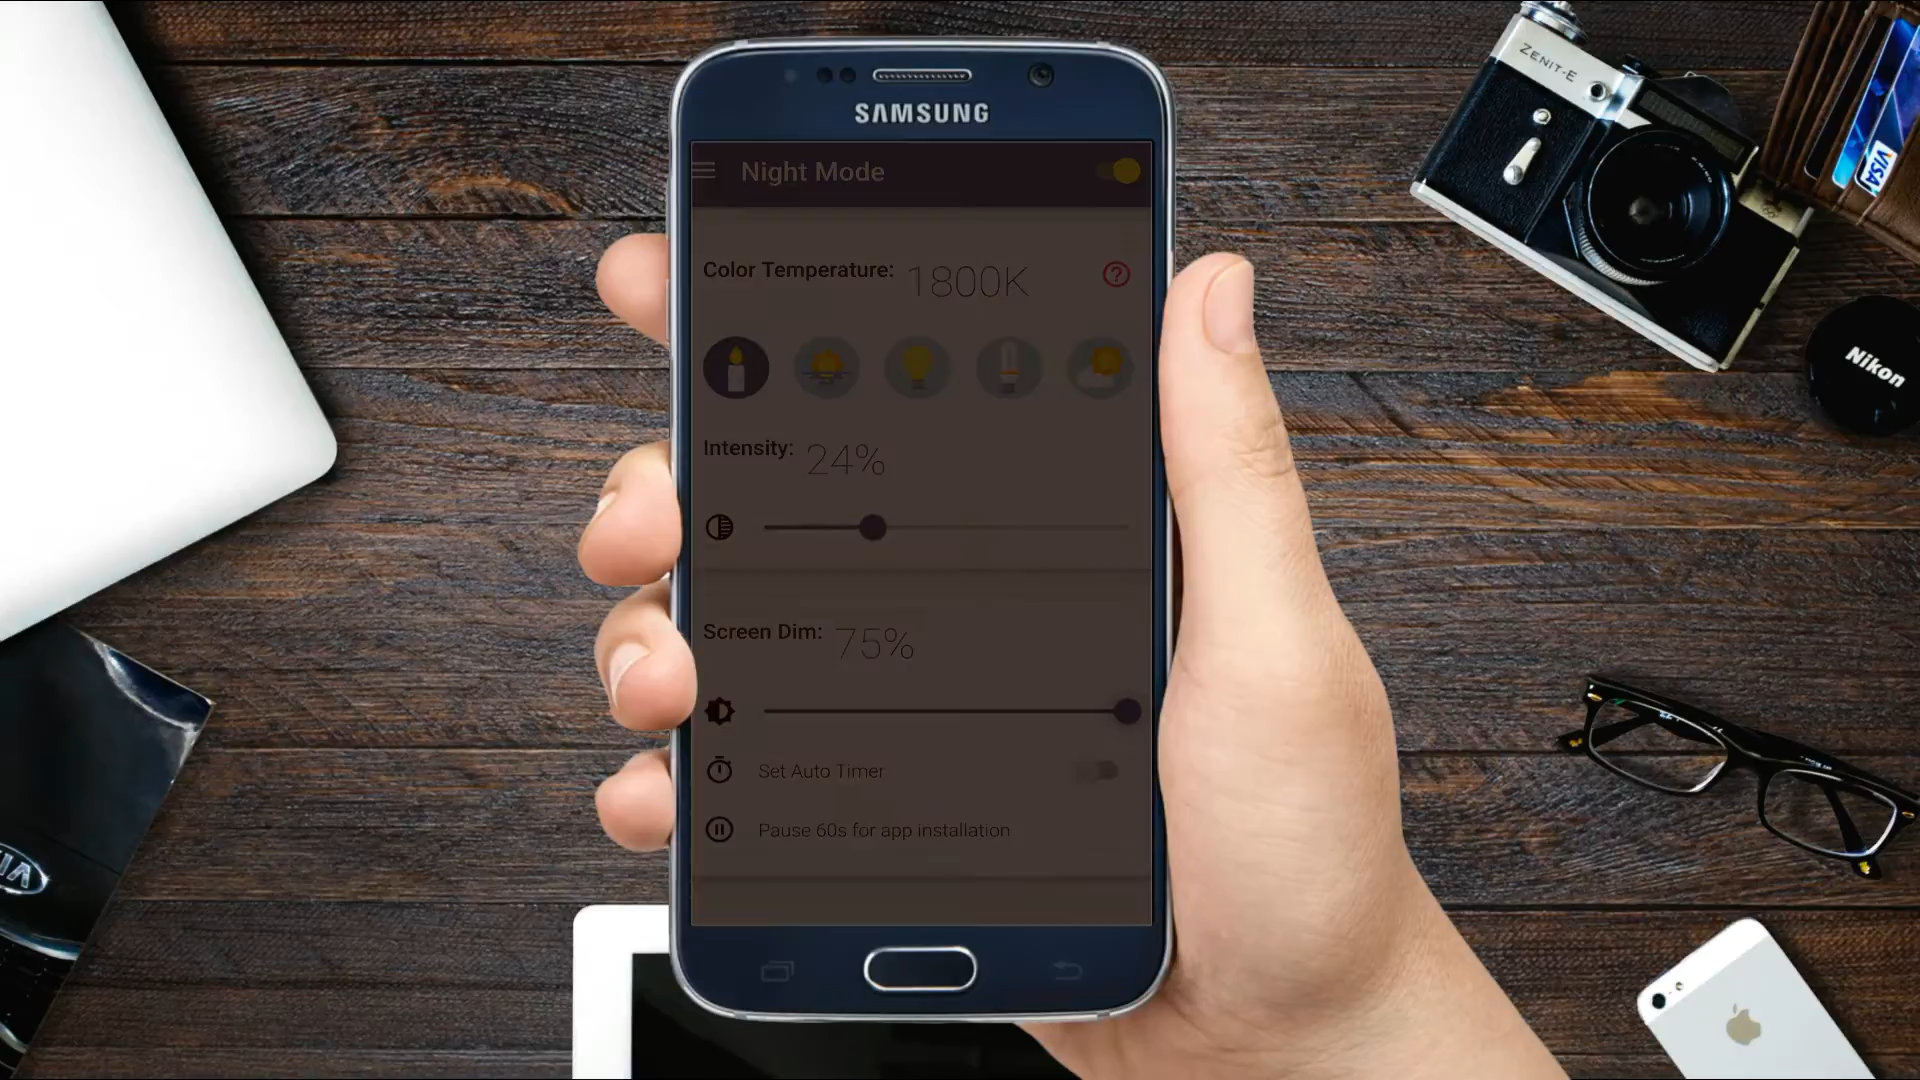 ZENIT-E
SAMSUNG
VISA
Night Mode
Color Temperature: 1800K
?
Nikon
Intensity: 24%
Screen Dim: 75%
Set Auto Timer
Pause 60s for app installation